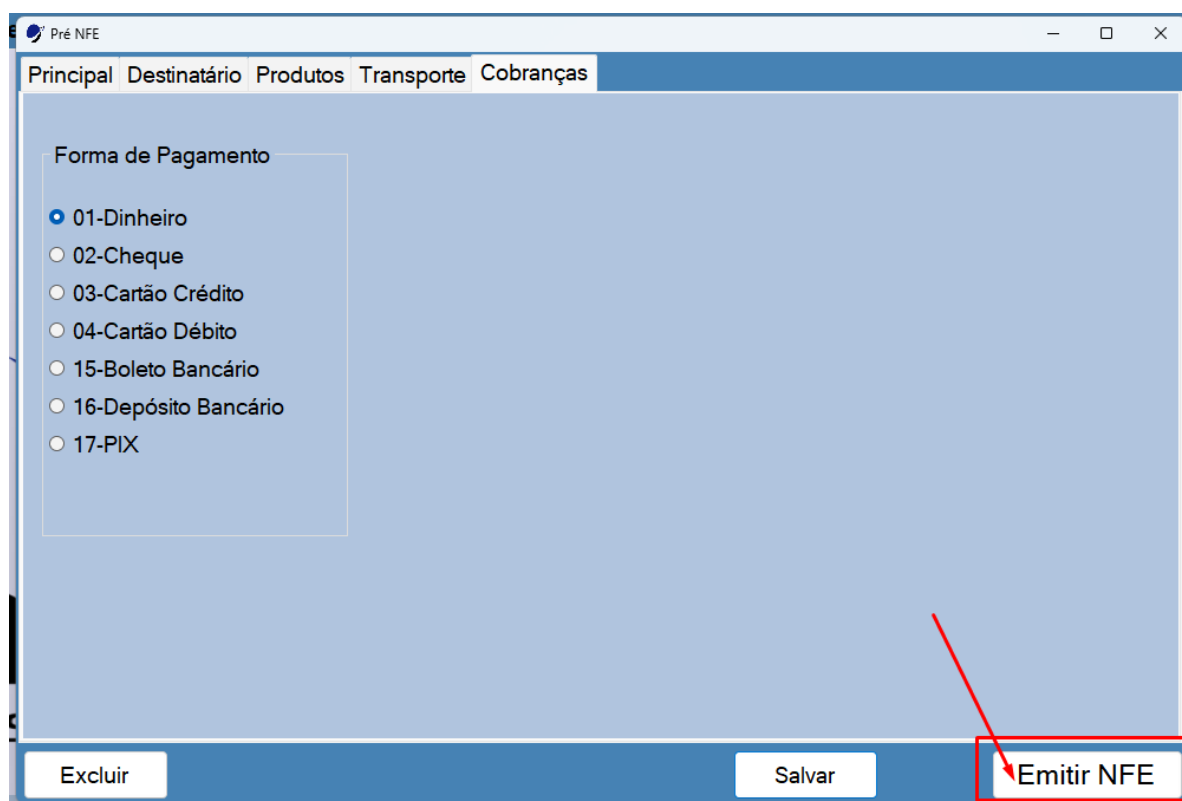 Pré NFE
Principal Destinatário Produtos Transporte Cobranças
Forma de Pagamento
01-Dinheiro
02-Cheque
03-Cartão Crédito
04-Cartão Débito
15-Boleto Bancário
16-Depósito Bancário
17-PIX
Excluir Salvar Emitir NFE